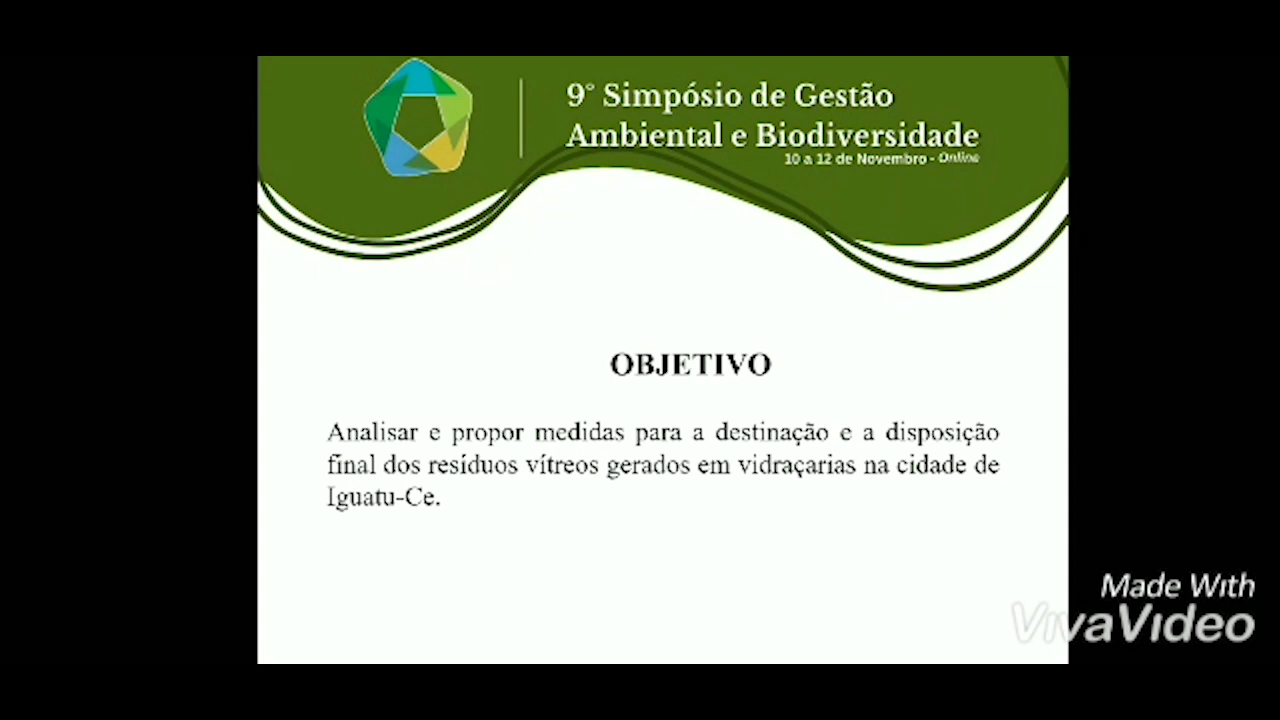 9° Simpósio de Gestão
Ambiental e Biodiversidade
10 a 12 de Novembro - Online
OBJETIVO
Analisar e propor medidas para a destinação e a disposição
final dos resíduos vítreos gerados em vidraçarias na cidade de
Iguatu-Ce.
Made With
VivaVideo